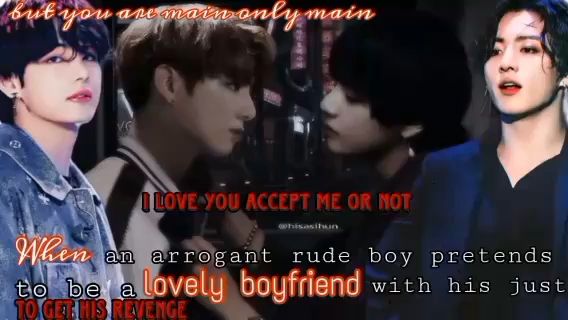 but you are main only main
I LOVE YOU ACCEPT ME OR NOT
@hisasihun
When an arrogant rude boy pretends
to be a lovely boyfriend with his just
TO GET HIS REVENGE